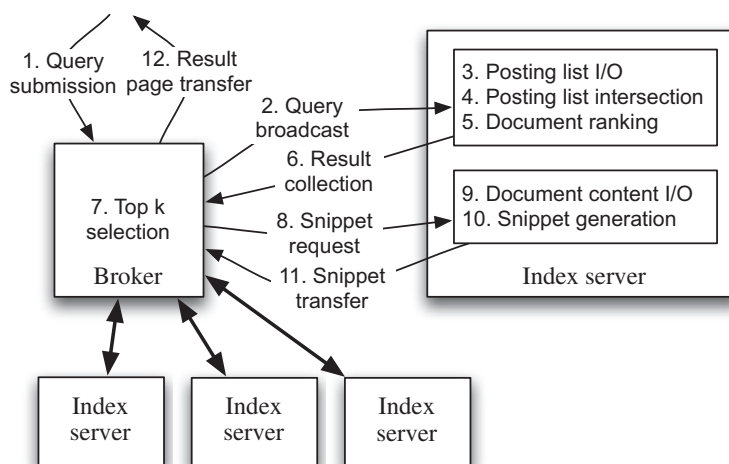 1. Query
submission
12. Result
page transfer
2. Query
broadcast
3. Posting list I/O
4. Posting list intersection
5. Document ranking
6. Result
collection
7. Top k
selection
8. Snippet
request
9. Document content I/O
10. Snippet generation
11. Snippet
transfer
Broker
Index server
Index
server
Index
server
Index
server